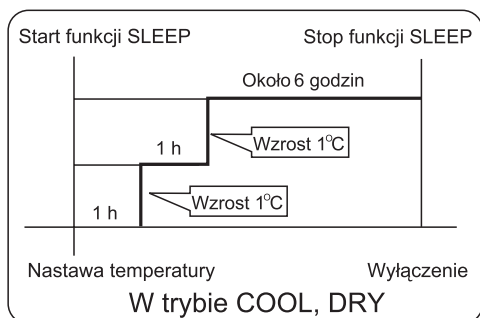 Start funkcji SLEEP
Stop funkcji SLEEP
Około 6 godzin
1 h
Wzrost 1°C
1 h
Wzrost 1°C
Nastawa temperatury
Wyłączenie
W trybie COOL, DRY